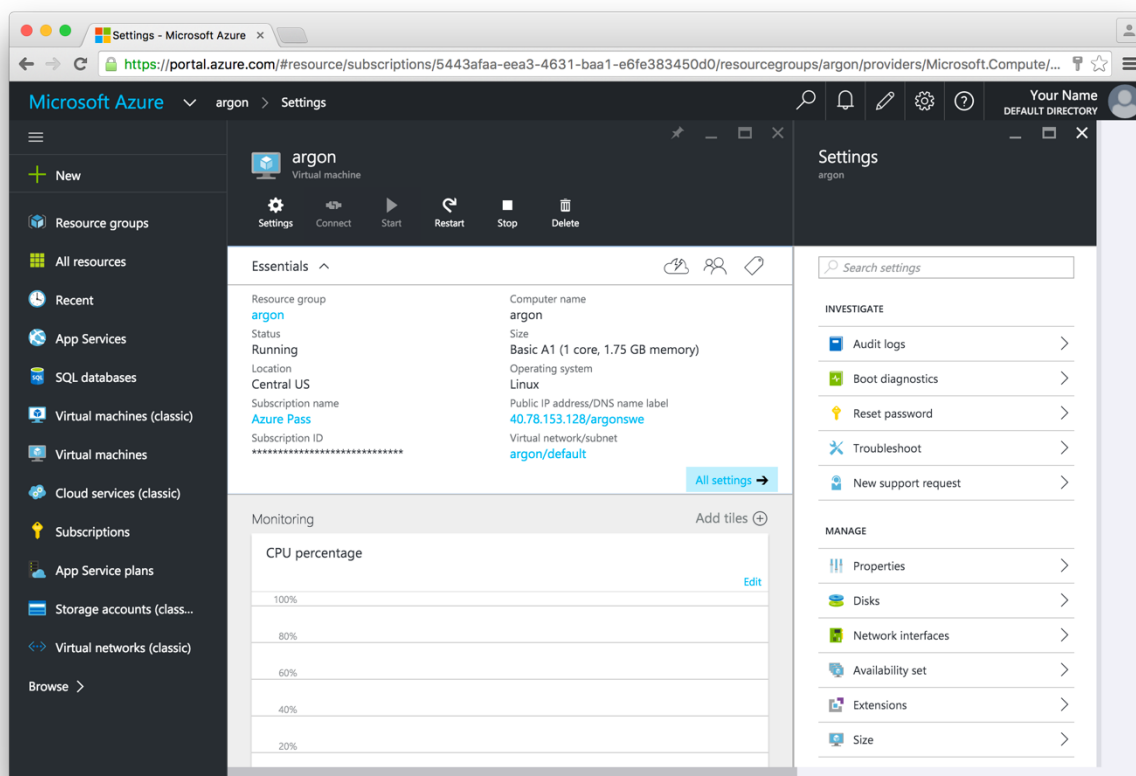 Settings - Microsoft Azure
https://portal.azure.com/#resource/subscriptions/5443afaa-eea3-4631-baa1-e6fe383450d0/resourcegroups/argon/providers/Microsoft.Compute/...
Microsoft Azure argon > Settings
Your Name
DEFAULT DIRECTORY
New
Resource groups
All resources
Recent
App Services
SQL databases
Virtual machines (classic)
Virtual machines
Cloud services (classic)
Subscriptions
App Service plans
Storage accounts (class...
Virtual networks (classic)
Browse >
argon
Virtual machine
Settings Connect Start Restart Stop Delete
Essentials
Resource group
argon
Status
Running
Location
Central US
Subscription name
Azure Pass
Subscription ID
*****************************
Computer name
argon
Size
Basic A1 (1 core, 1.75 GB memory)
Operating system
Linux
Public IP address/DNS name label
40.78.153.128/argonswe
Virtual network/subnet
argon/default
All settings →
Monitoring
Add tiles
CPU percentage
Edit
100%
80%
60%
40%
20%
Settings
argon
Search settings
INVESTIGATE
Audit logs
Boot diagnostics
Reset password
Troubleshoot
New support request
MANAGE
Properties
Disks
Network interfaces
Availability set
Extensions
Size